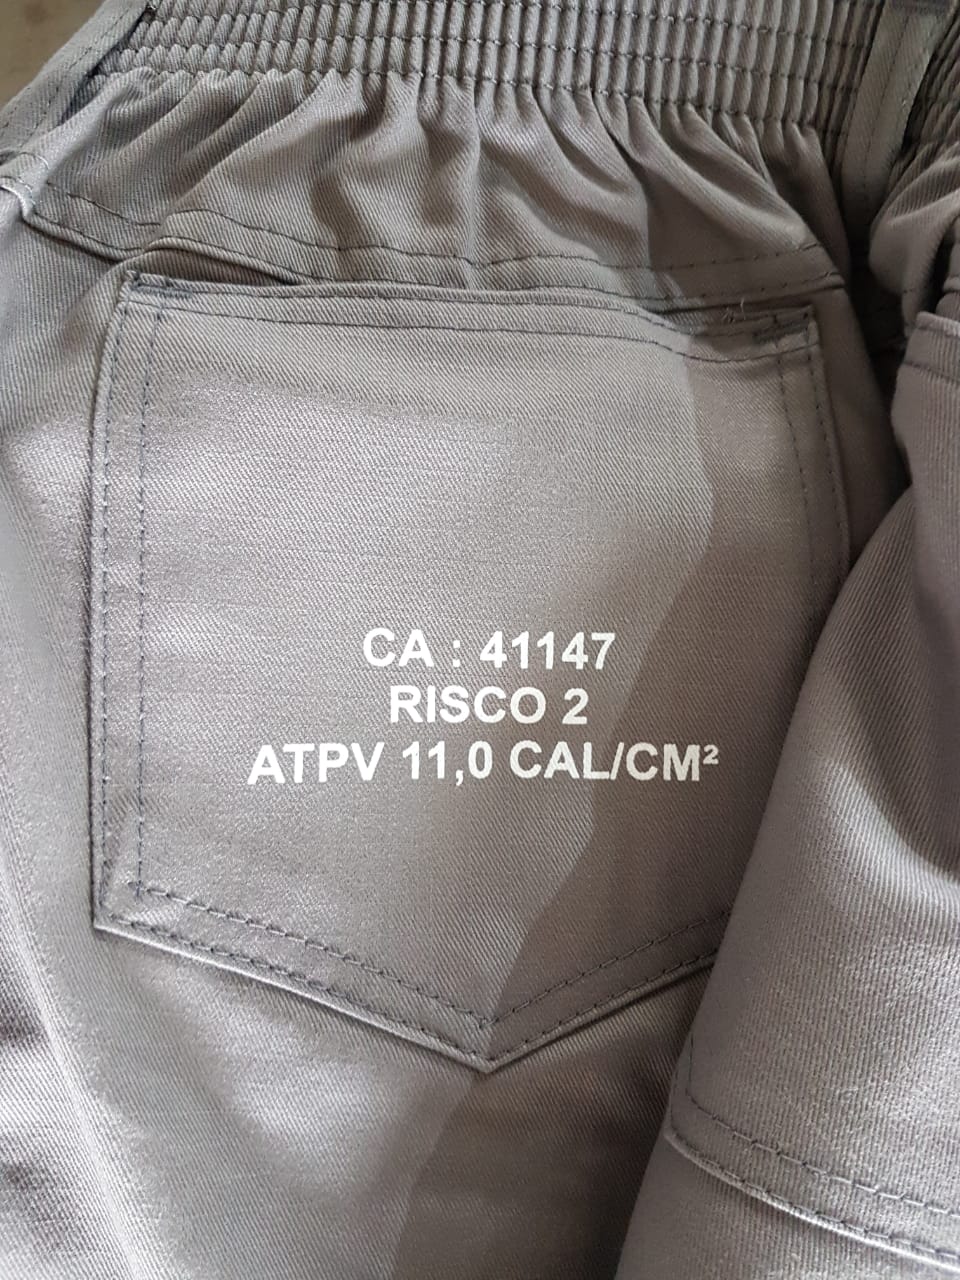 CA : 41147
RISCO 2
ATPV 11,0 CAL/CM²